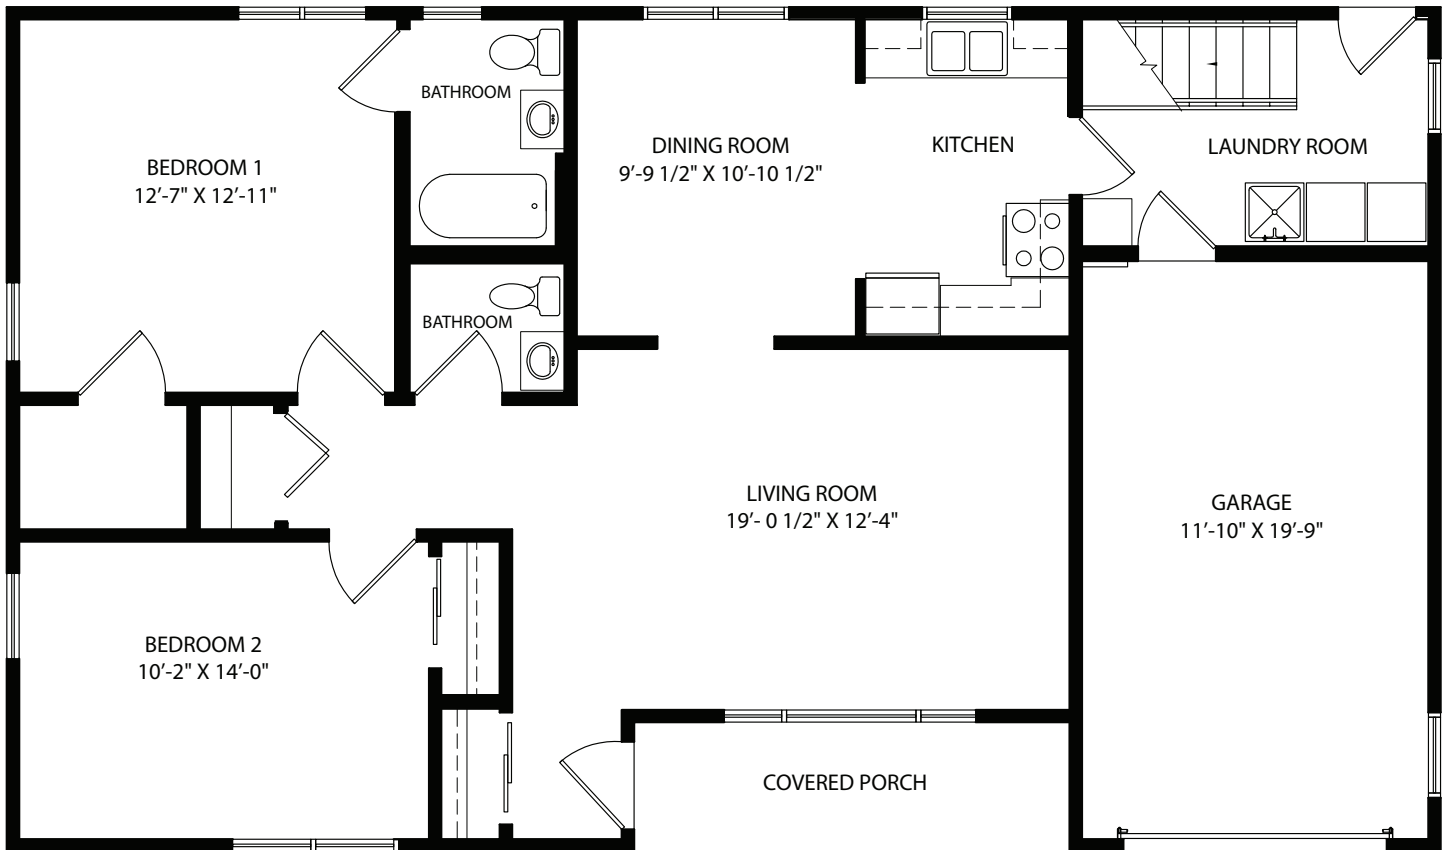 BATHROOM
BEDROOM 1
12'-7" X 12'-11"
DINING ROOM
9'-9 1/2" X 10'-10 1/2"
KITCHEN
LAUNDRY ROOM
BATHROOM
LIVING ROOM
19'- 0 1/2" X 12'-4"
GARAGE
11'-10" X 19'-9"
BEDROOM 2
10'-2" X 14'-0"
COVERED PORCH